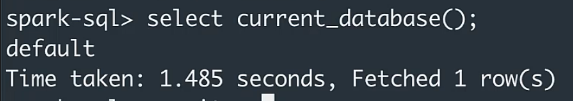 spark-sql> select current_database();
default
Time taken: 1.485 seconds, Fetched 1 row(s)